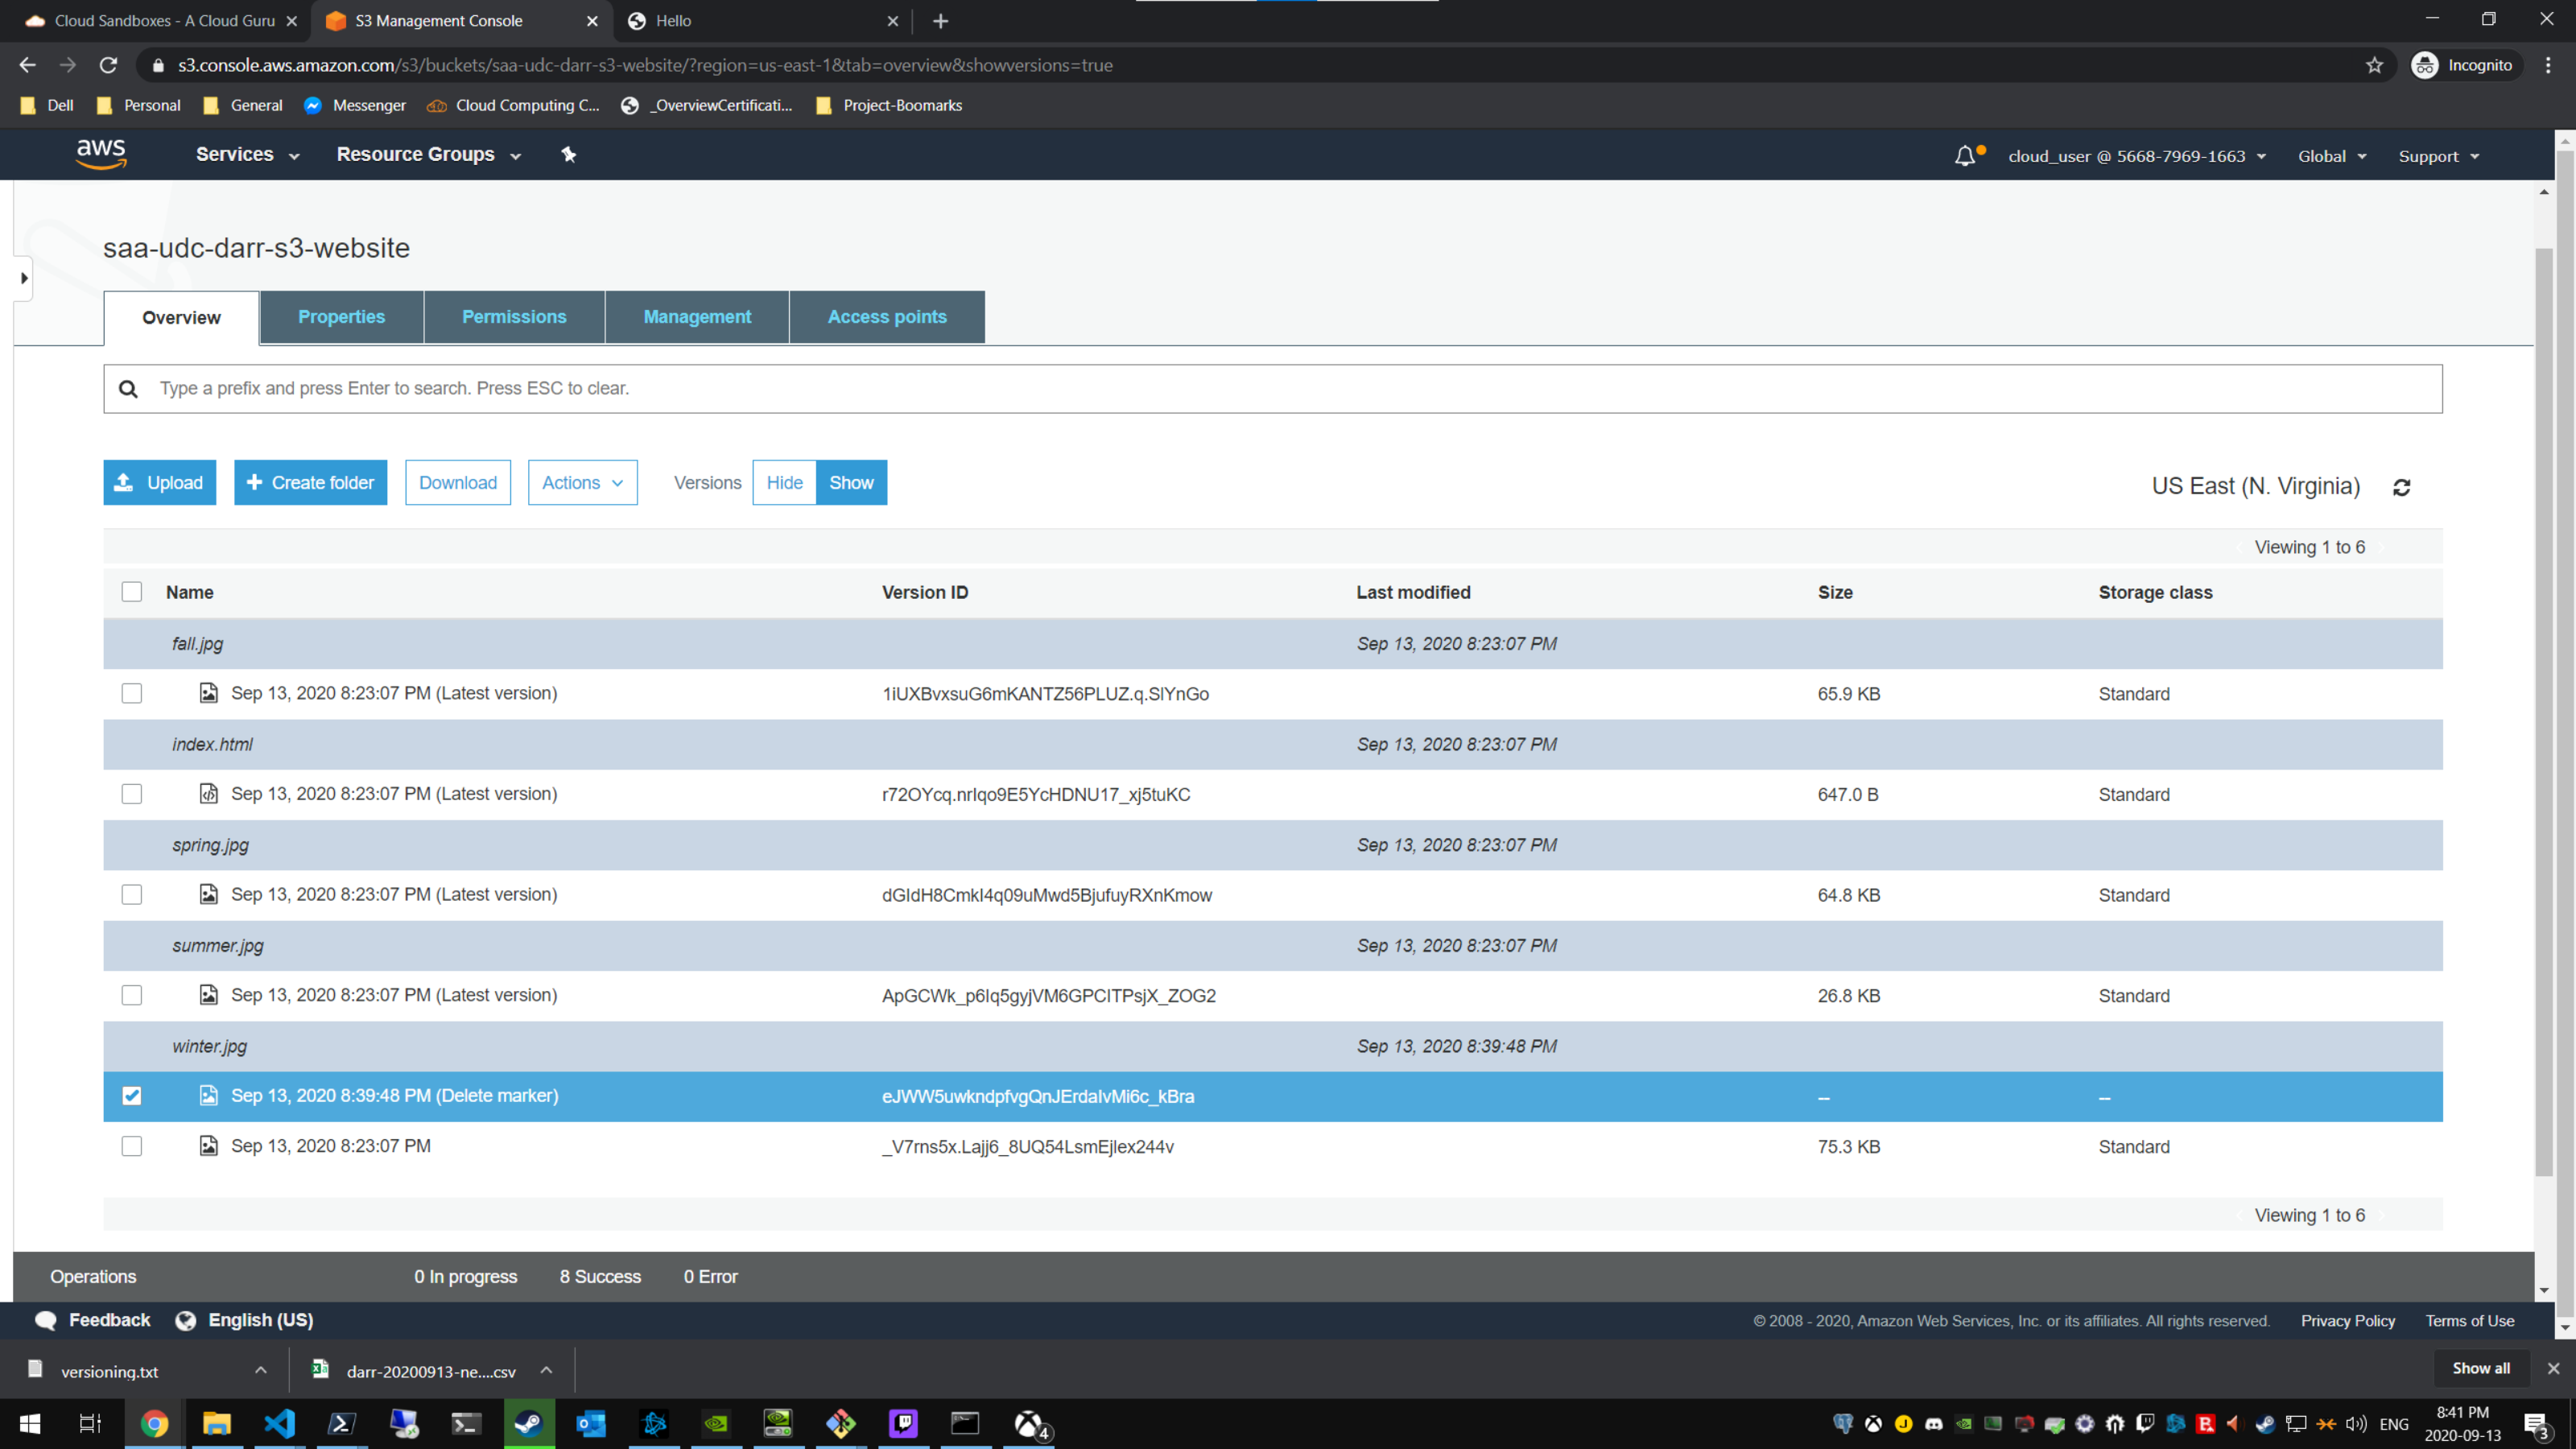 Cloud Sandboxes - A Cloud Guru
S3 Management Console
Hello
s3.console.aws.amazon.com/s3/buckets/saa-udc-darr-s3-website/?region=us-east-1&tab=overview&showversions=true
Incognito
Dell
Personal
General
Messenger
Cloud Computing C...
_OverviewCertificati...
Project-Boomarks
aws
Services
Resource Groups
cloud_user @ 5668-7969-1663
Global
Support
saa-udc-darr-s3-website
Overview
Properties
Permissions
Management
Access points
Type a prefix and press Enter to search. Press ESC to clear.
Upload
Create folder
Download
Actions
Versions
Hide
Show
US East (N. Virginia)
Viewing 1 to 6
Name Version ID Last modified Size Storage class
fall.jpg Sep 13, 2020 8:23:07 PM
Sep 13, 2020 8:23:07 PM (Latest version) 1iUXBvxsuG6mKANTZ56PLUZ.q.SlYnGo 65.9 KB Standard
index.html Sep 13, 2020 8:23:07 PM
Sep 13, 2020 8:23:07 PM (Latest version) r72OYcq.nrIqo9E5YcHDNU17_xj5tuKC 647.0 B Standard
spring.jpg Sep 13, 2020 8:23:07 PM
Sep 13, 2020 8:23:07 PM (Latest version) dGIdH8CmkI4q09uMwd5BjufuyRXnKmow 64.8 KB Standard
summer.jpg Sep 13, 2020 8:23:07 PM
Sep 13, 2020 8:23:07 PM (Latest version) ApGCWk_p6Iq5gyjVM6GPCITPsjX_ZOG2 26.8 KB Standard
winter.jpg Sep 13, 2020 8:39:48 PM
Sep 13, 2020 8:39:48 PM (Delete marker) eJWW5uwkndpfvgQnJErdaIvMi6c_kBra -- --
Sep 13, 2020 8:23:07 PM _V7rns5x.Lajj6_8UQ54LsmEjlex244v 75.3 KB Standard
Viewing 1 to 6
Operations 0 In progress 8 Success 0 Error
Feedback
English (US)
© 2008 - 2020, Amazon Web Services, Inc. or its affiliates. All rights reserved.
Privacy Policy
Terms of Use
versioning.txt
darr-20200913-ne....csv
Show all
4
ENG
8:41 PM
2020-09-13
3